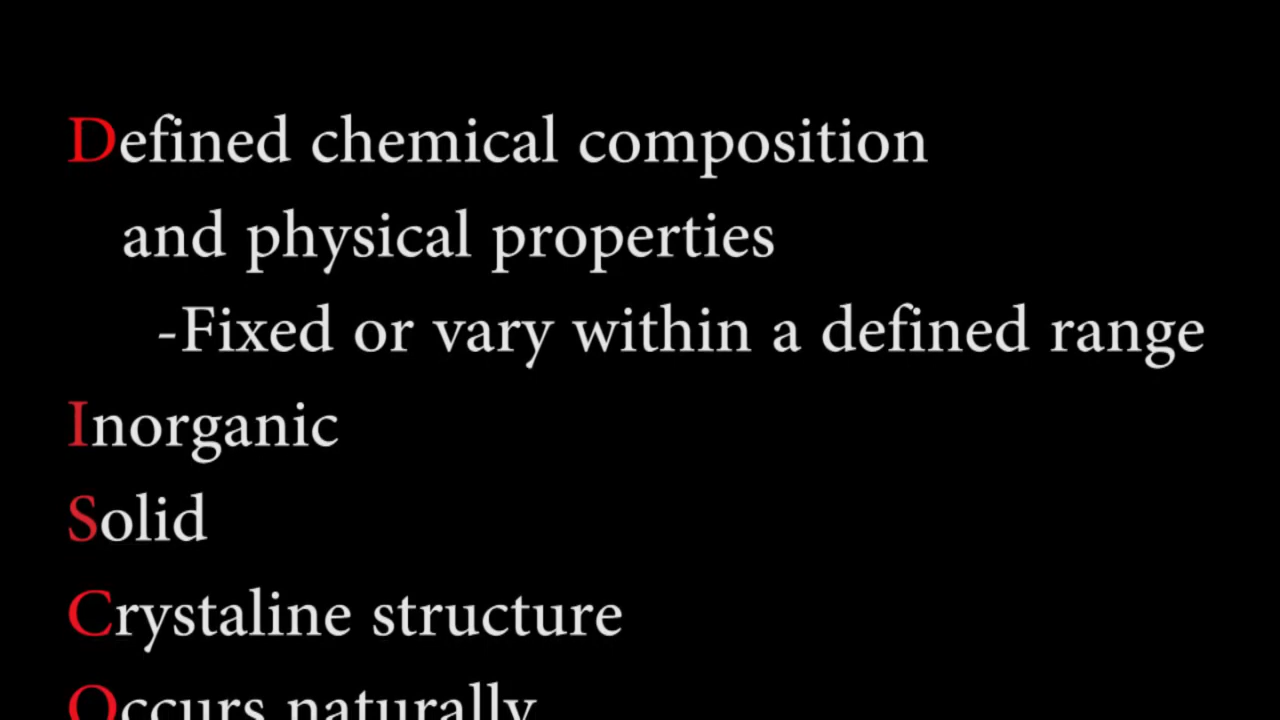 Defined chemical composition
and physical properties
-Fixed or vary within a defined range
Inorganic
Solid
Crystaline structure
Occurs naturally